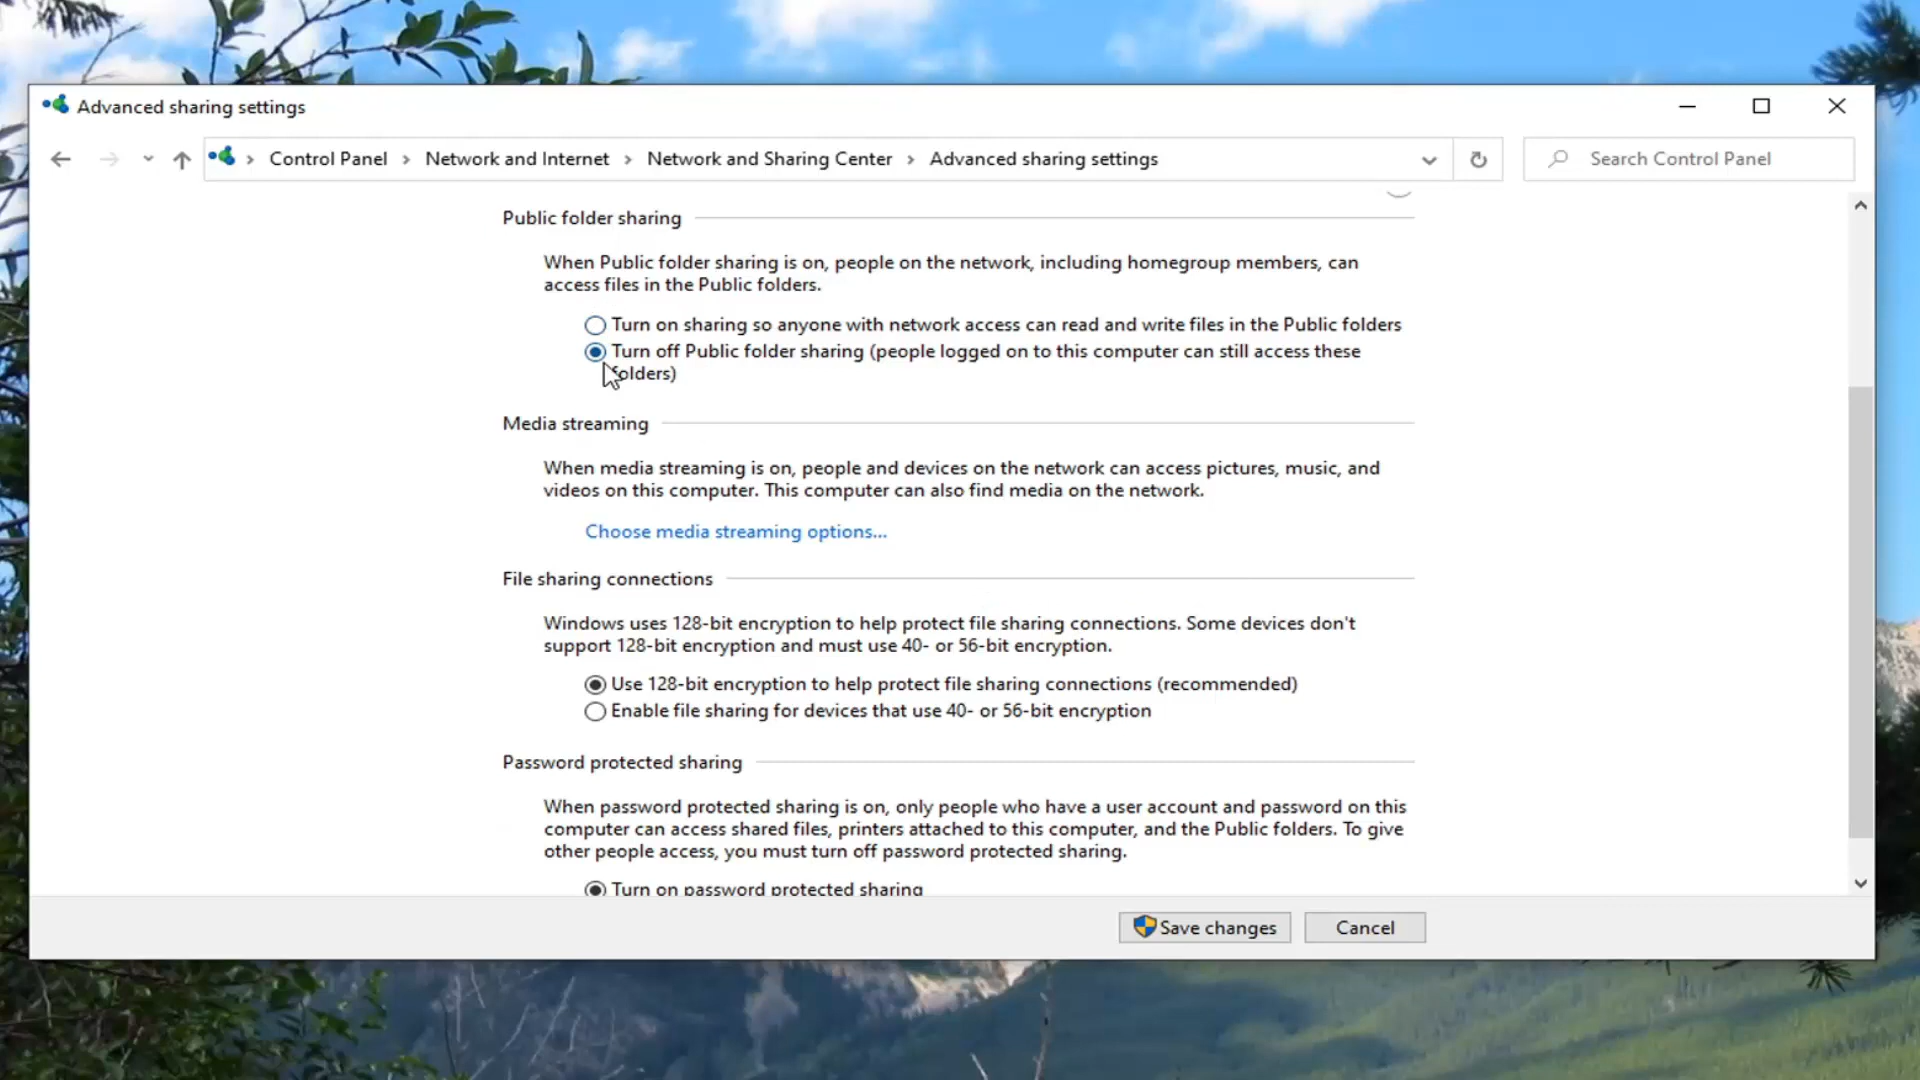 Advanced sharing settings
Control Panel > Network and Internet > Network and Sharing Center > Advanced sharing settings
Search Control Panel
Public folder sharing
When Public folder sharing is on, people on the network, including homegroup members, can
access files in the Public folders.
Turn on sharing so anyone with network access can read and write files in the Public folders
Turn off Public folder sharing (people logged on to this computer can still access these
folders)
Media streaming
When media streaming is on, people and devices on the network can access pictures, music, and
videos on this computer. This computer can also find media on the network.
Choose media streaming options...
File sharing connections
Windows uses 128-bit encryption to help protect file sharing connections. Some devices don't
support 128-bit encryption and must use 40- or 56-bit encryption.
Use 128-bit encryption to help protect file sharing connections (recommended)
Enable file sharing for devices that use 40- or 56-bit encryption
Password protected sharing
When password protected sharing is on, only people who have a user account and password on this
computer can access shared files, printers attached to this computer, and the Public folders. To give
other people access, you must turn off password protected sharing.
Turn on password protected sharing
Save changes
Cancel